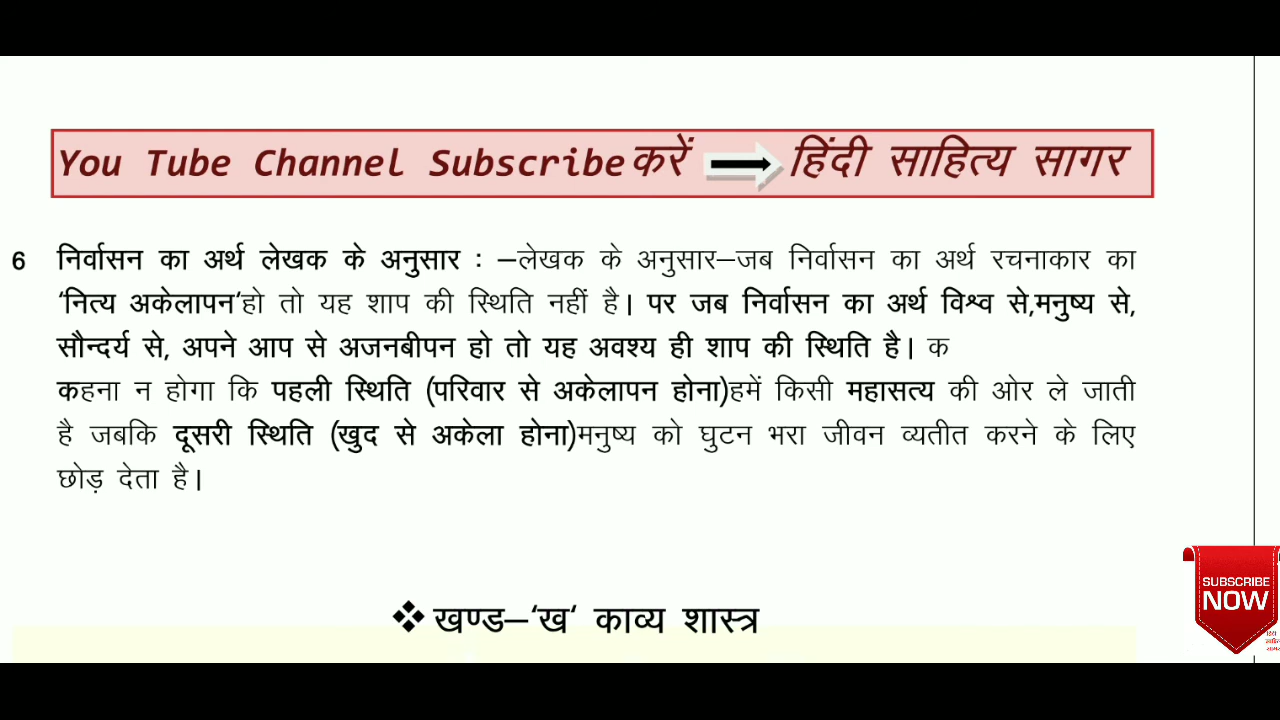 You Tube Channel Subscribe करें हिंदी साहित्य सागर
6 निर्वासन का अर्थ लेखक के अनुसार : –लेखक के अनुसार–जब निर्वासन का अर्थ रचनाकार का
‘नित्य अकेलापन’हो तो यह शाप की स्थिति नहीं है। पर जब निर्वासन का अर्थ विश्व से,मनुष्य से,
सौन्दर्य से, अपने आप से अजनबीपन हो तो यह अवश्य ही शाप की स्थिति है। क
कहना न होगा कि पहली स्थिति (परिवार से अकेलापन होना)हमें किसी महासत्य की ओर ले जाती
है जबकि दूसरी स्थिति (खुद से अकेला होना)मनुष्य को घुटन भरा जीवन व्यतीत करने के लिए
छोड़ देता है।
SUBSCRIBE
NOW
❖ खण्ड–‘ख‘ काव्य शास्त्र